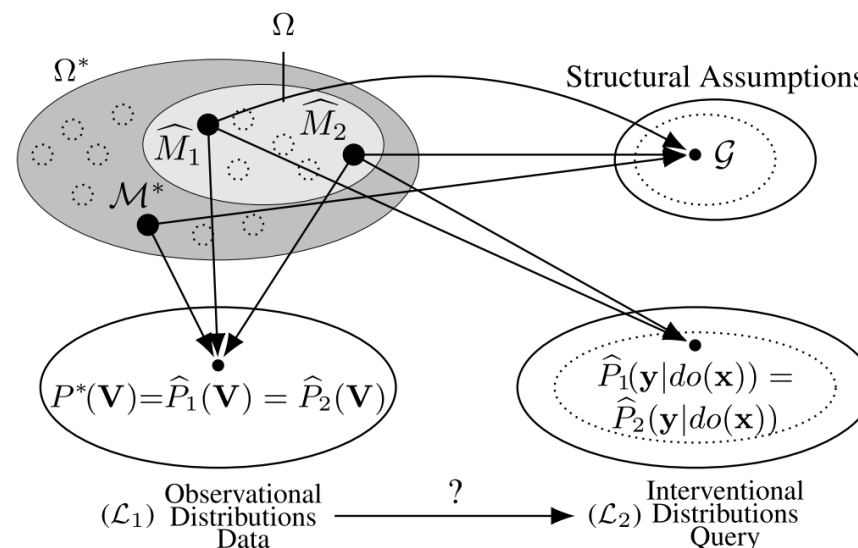 Ω
Ω*
Structural Assumptions
M̂₁
M̂₂
𝒢
ℳ*
P*(V)=P̂₁(V) = P̂₂(V)
P̂₁(y|do(x)) =
P̂₂(y|do(x))
?
(ℒ₁) Observational
Distributions
Data
(ℒ₂) Interventional
Distributions
Query